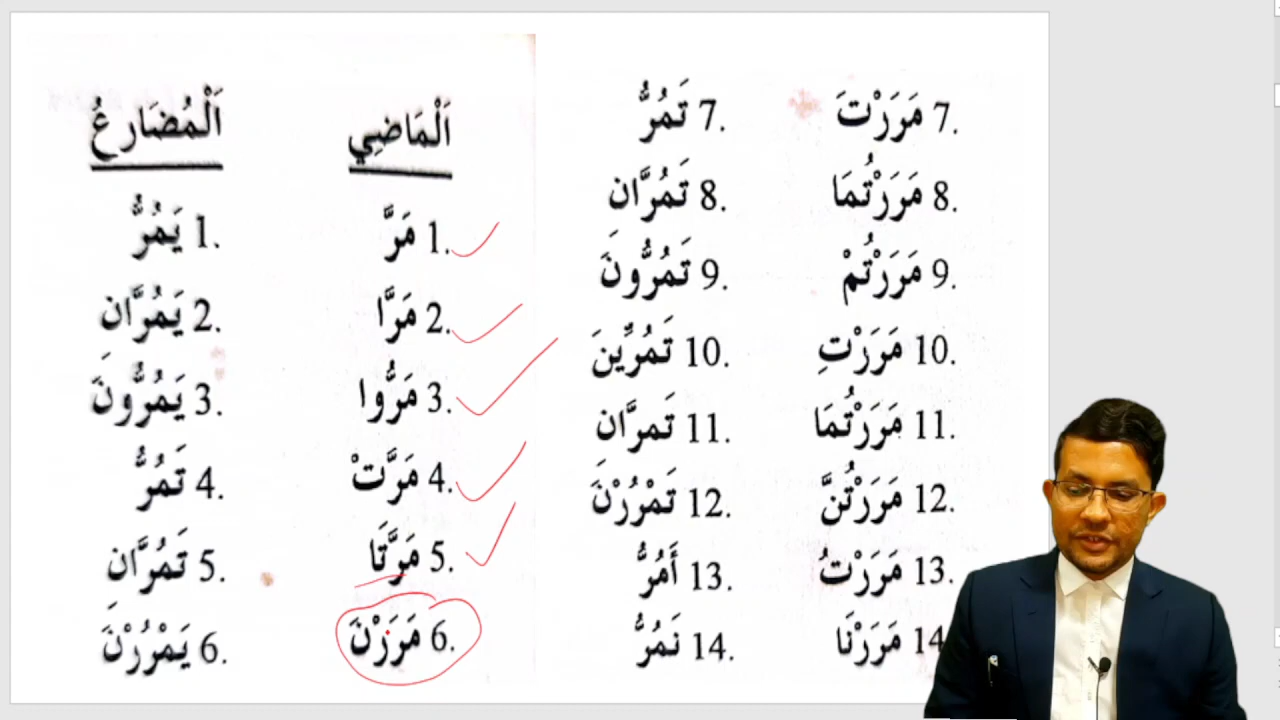 اَلْمَاضِي
اَلْمُضَارِعُ
1. مَرَّ
1. يَمُرُّ
2. مَرَّا
2. يَمُرَّانِ
3. مَرُّوا
3. يَمُرُّونَ
4. مَرَّتْ
4. تَمُرُّ
5. مَرَّتَا
5. تَمُرَّانِ
6. مَرَرْنَ
6. يَمْرُرْنَ
7. مَرَرْتَ
7. تَمُرُّ
8. مَرَرْتُمَا
8. تَمُرَّانِ
9. مَرَرْتُمْ
9. تَمُرُّونَ
10. مَرَرْتِ
10. تَمُرِّينَ
11. مَرَرْتُمَا
11. تَمرَّانِ
12. مَرَرْتُنَّ
12. تَمْرُرْنَ
13. مَرَرْتُ
13. أَمُرُّ
14 مَرَرْنَا
14. نَمُرُّ